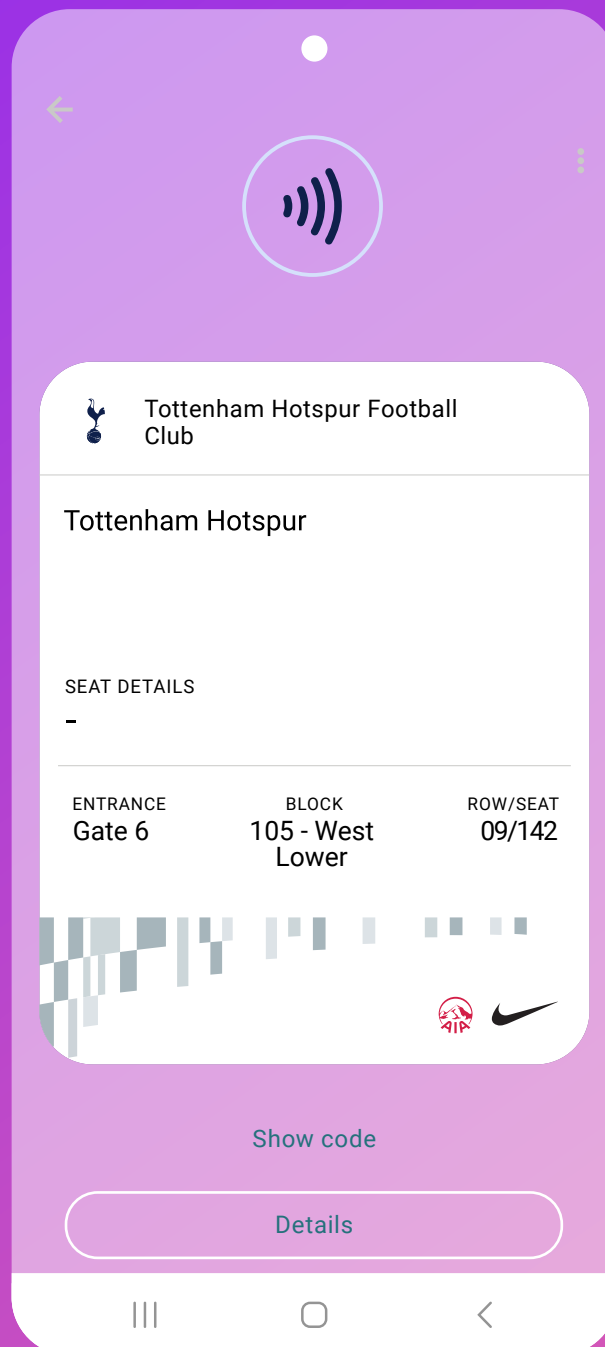 Tottenham Hotspur Football
Club
Tottenham Hotspur
SEAT DETAILS
-
ENTRANCE BLOCK ROW/SEAT
Gate 6 105 - West 09/142
Lower
AIA
Show code
Details